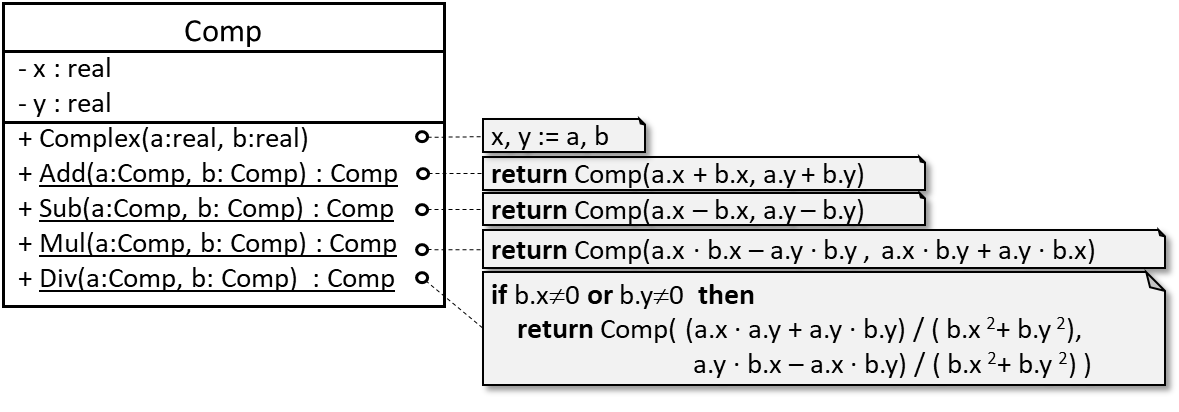 Comp
- x : real
- y : real
+ Complex(a:real, b:real)
x, y := a, b
+ Add(a:Comp, b: Comp) : Comp
return Comp(a.x + b.x, a.y + b.y)
+ Sub(a:Comp, b: Comp) : Comp
return Comp(a.x – b.x, a.y – b.y)
+ Mul(a:Comp, b: Comp) : Comp
return Comp(a.x · b.x – a.y · b.y , a.x · b.y + a.y · b.x)
+ Div(a:Comp, b: Comp) : Comp
if b.x≠0 or b.y≠0 then
return Comp( (a.x · a.y + a.y · b.y) / ( b.x ²+ b.y ²),
a.y · b.x – a.x · b.y) / ( b.x ²+ b.y ²) )